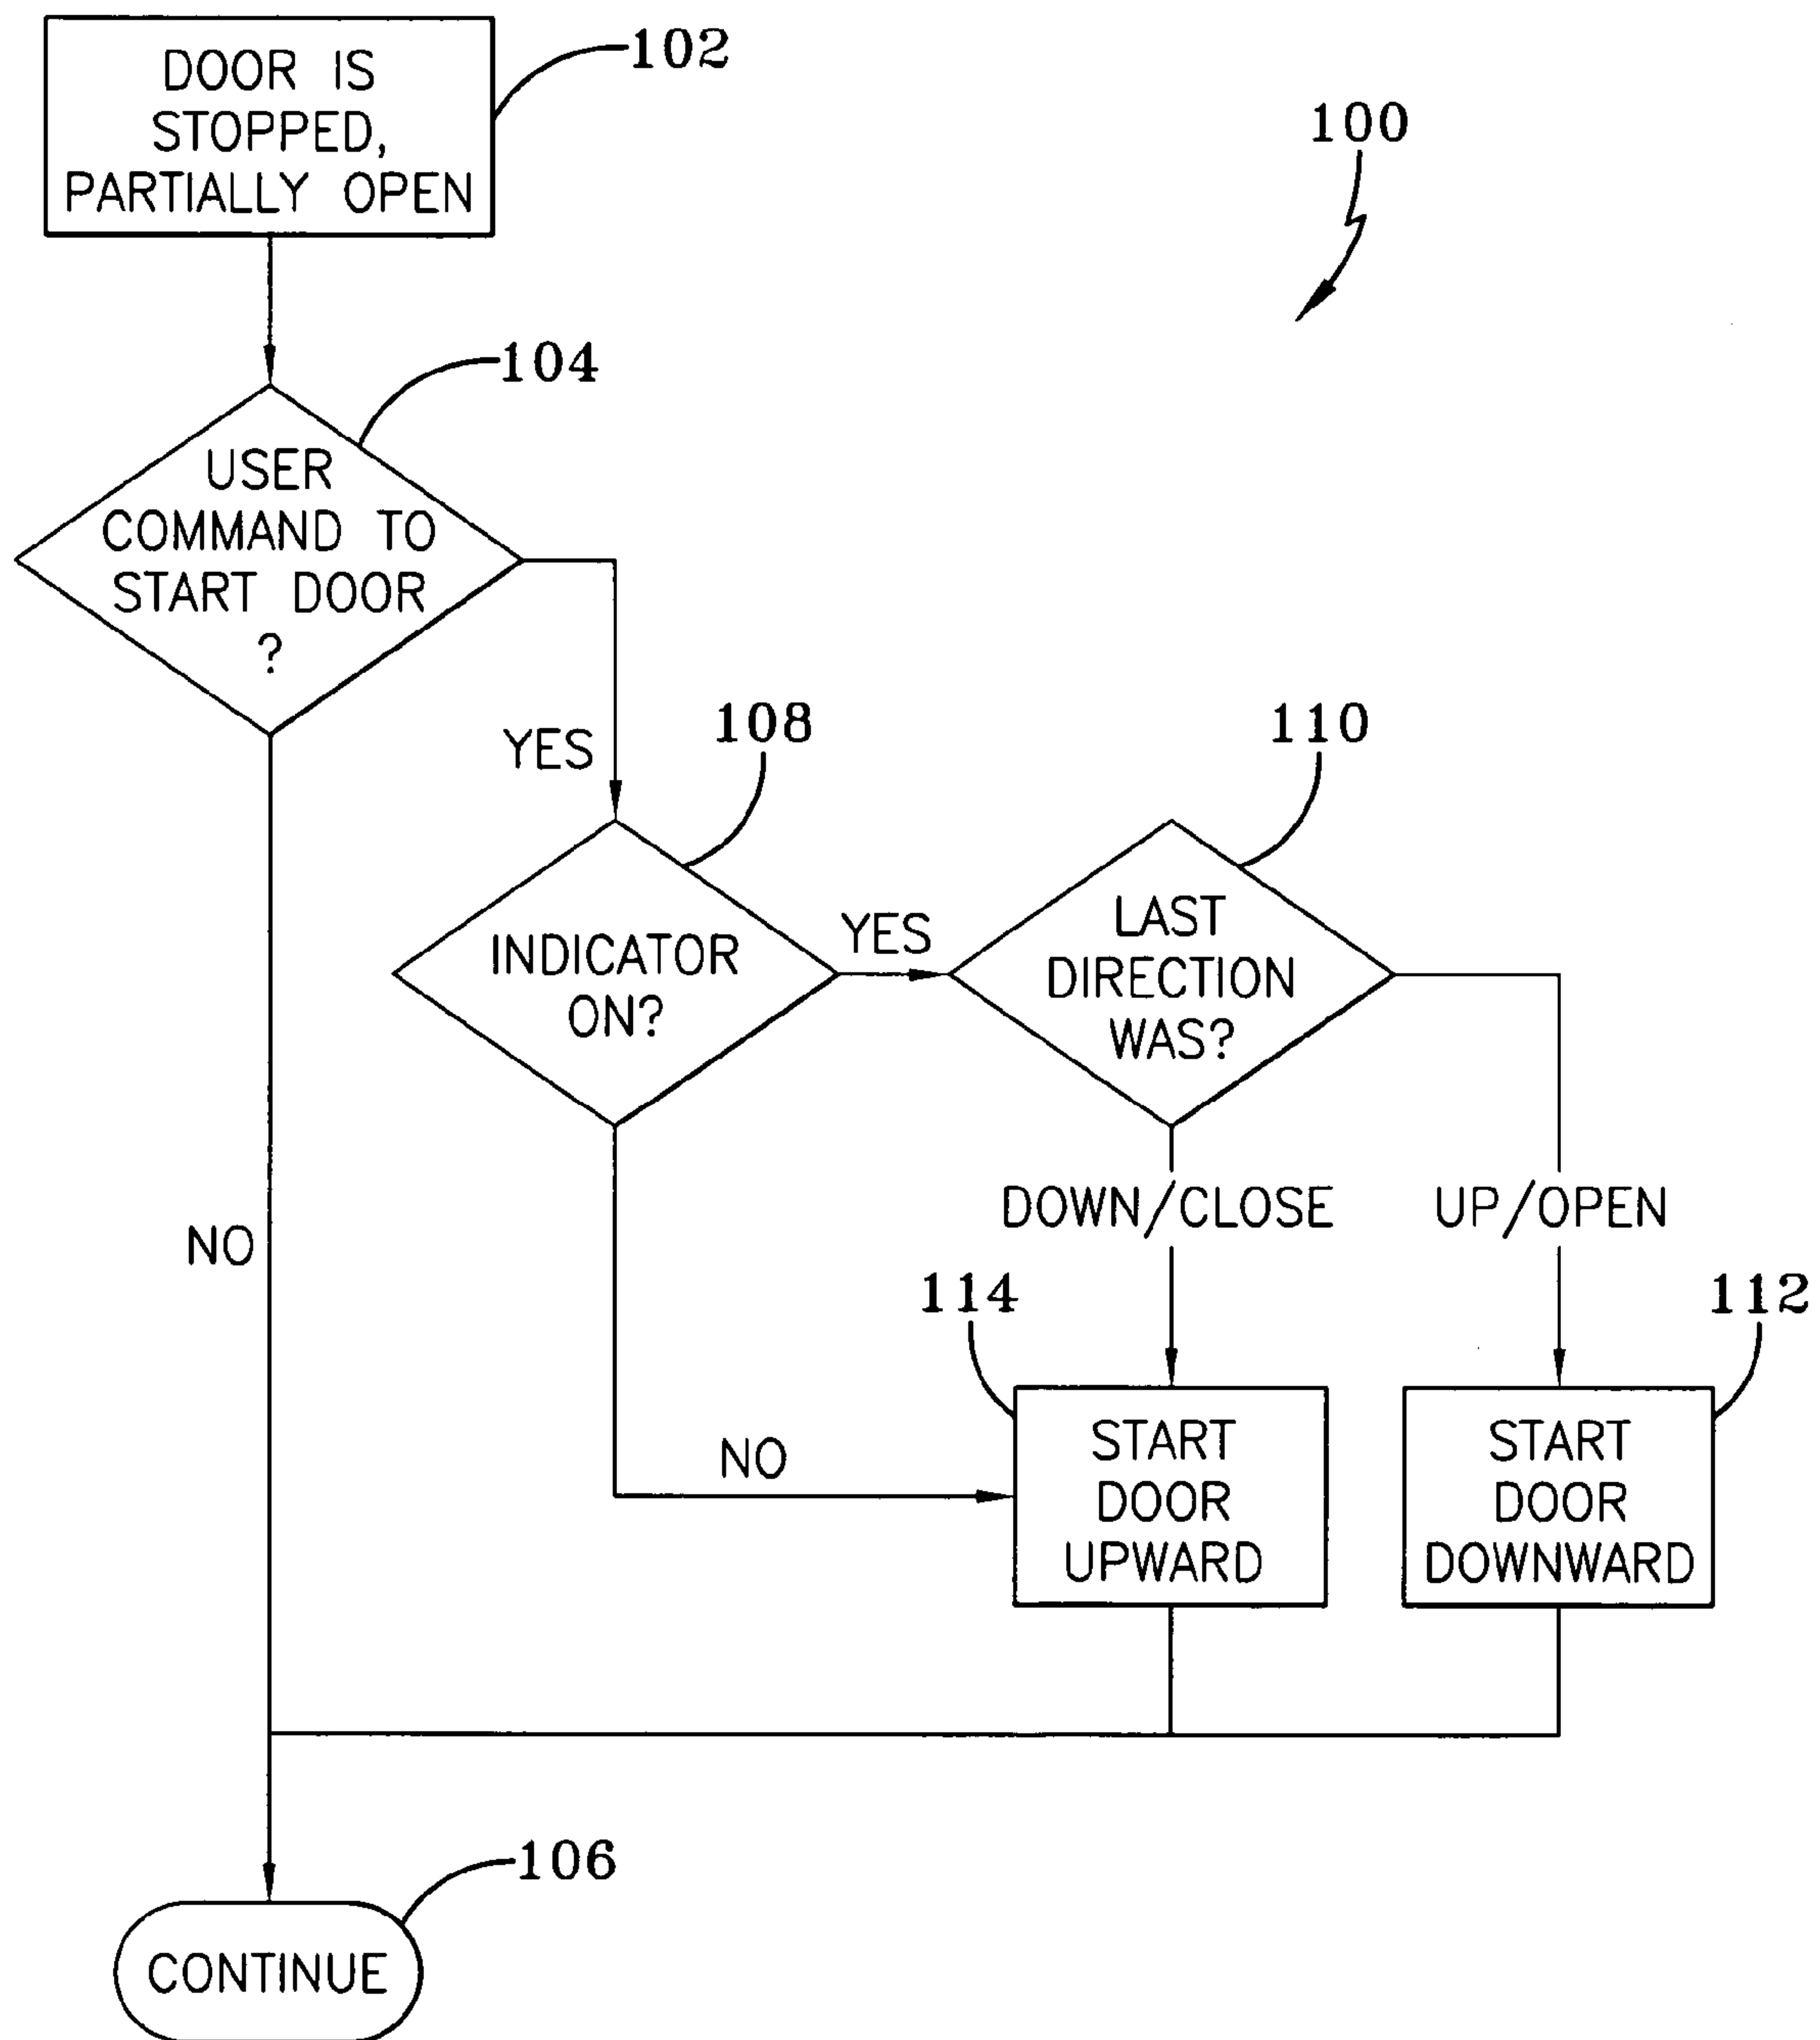 DOOR IS
STOPPED,
PARTIALLY OPEN
102
100
104
USER
COMMAND TO
START DOOR
?
YES
108
110
INDICATOR
ON?
YES
LAST
DIRECTION
WAS?
NO
DOWN/CLOSE
UP/OPEN
114
112
NO
START
DOOR
UPWARD
START
DOOR
DOWNWARD
106
CONTINUE